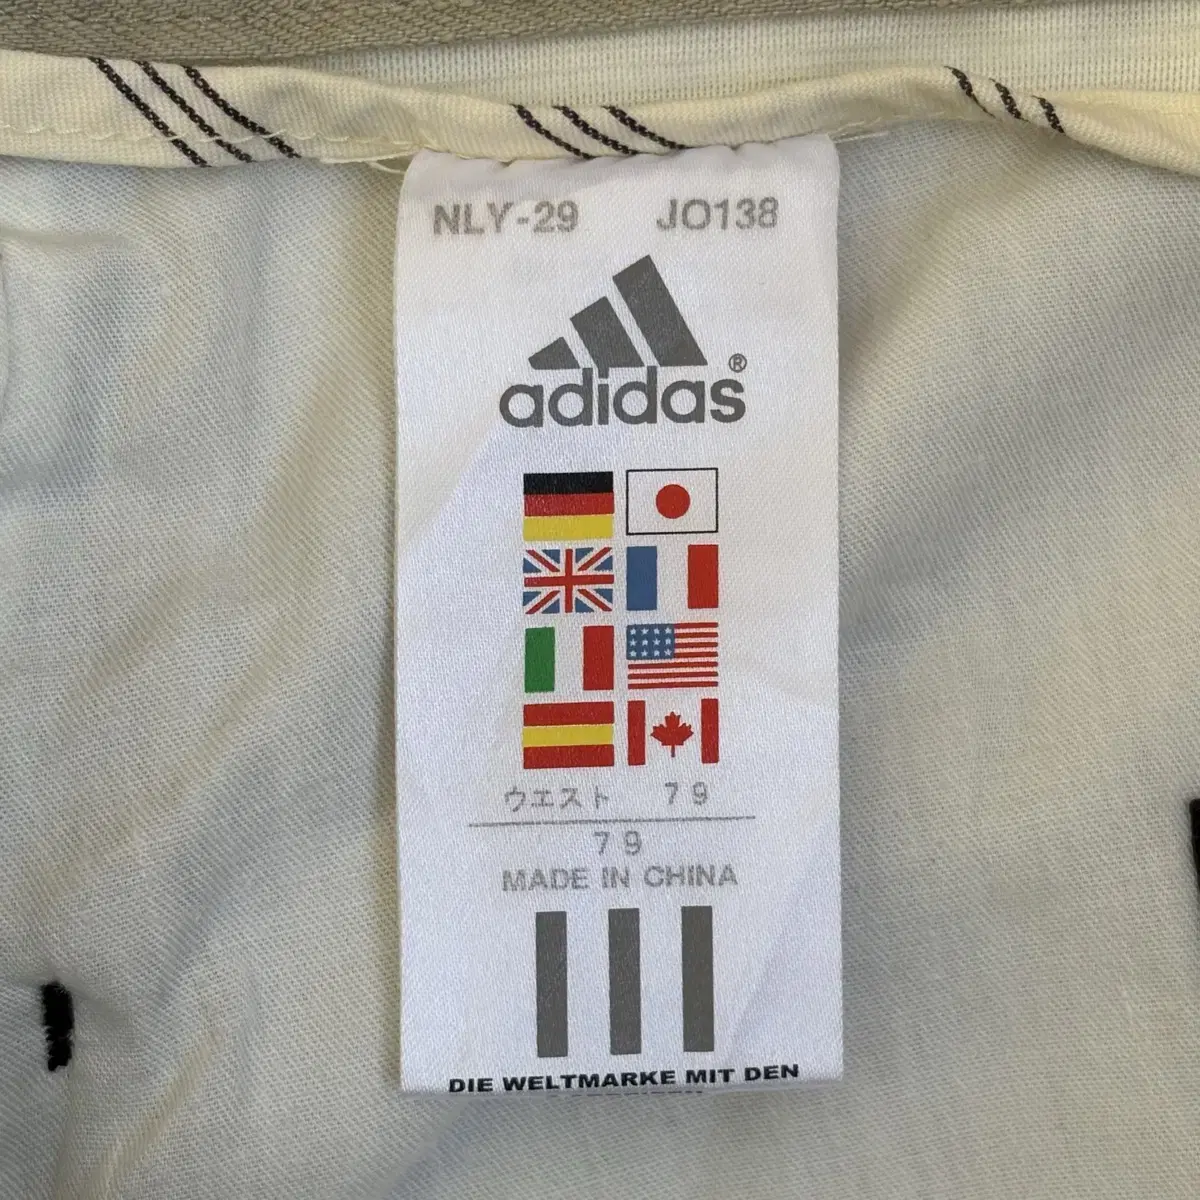 NLY-29 JO138
adidas®
ウエスト 79
79
MADE IN CHINA
DIE WELTMARKE MIT DEN